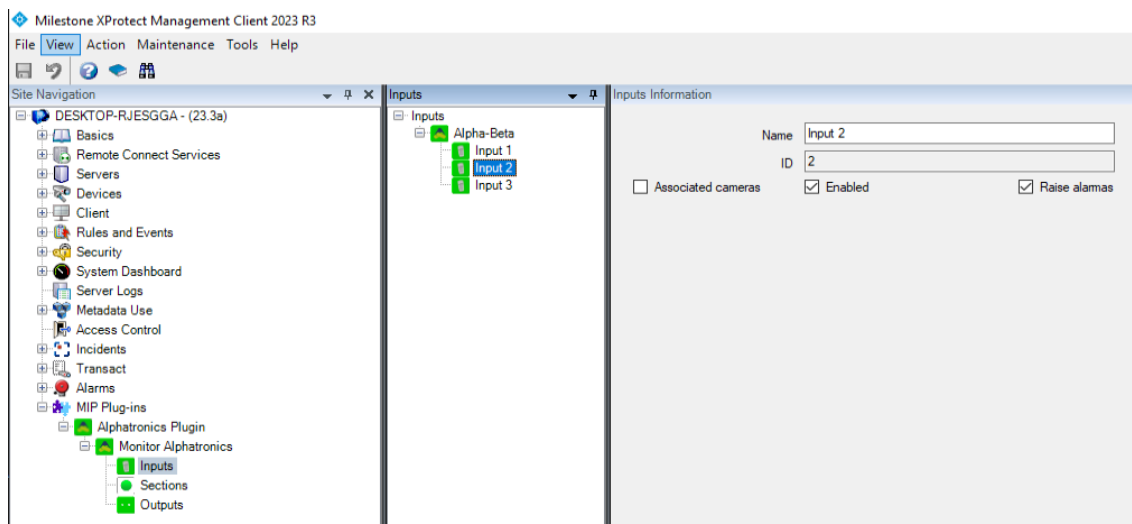 Milestone XProtect Management Client 2023 R3
File View Action Maintenance Tools Help
Site Navigation
DESKTOP-RJESGGA - (23.3a)
Basics
Remote Connect Services
Servers
Devices
Client
Rules and Events
Security
System Dashboard
Server Logs
Metadata Use
Access Control
Incidents
Transact
Alarms
MIP Plug-ins
Alphatronics Plugin
Monitor Alphatronics
Inputs
Sections
Outputs
Inputs
Inputs
Alpha-Beta
Input 1
Input 2
Input 3
Inputs Information
Name Input 2
ID 2
Associated cameras Enabled Raise alarmas